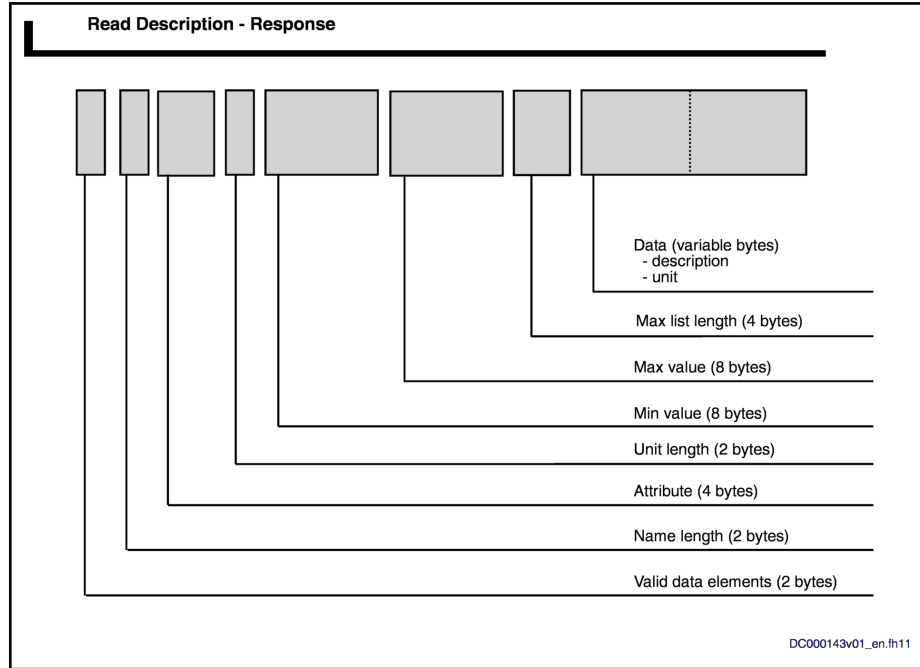 Read Description - Response
Data (variable bytes)
- description
- unit
Max list length (4 bytes)
Max value (8 bytes)
Min value (8 bytes)
Unit length (2 bytes)
Attribute (4 bytes)
Name length (2 bytes)
Valid data elements (2 bytes)
DC000143v01_en.fh11